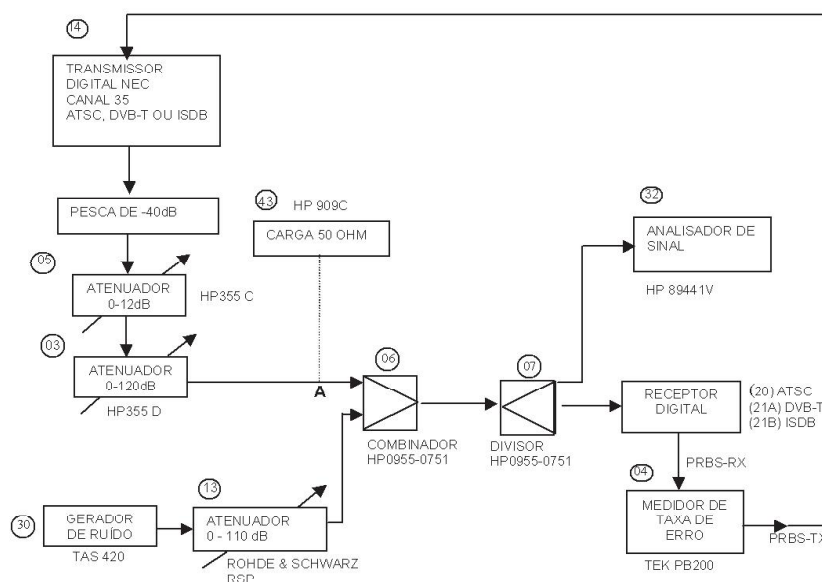 14
TRANSMISSOR
DIGITAL NEC
CANAL 35
ATSC, DVB-T OU ISDB
PESCA DE -40dB
43
HP 909C
CARGA 50 OHM
32
ANALISADOR DE
SINAL
HP 89441V
05
ATENUADOR
0-12dB
HP355 C
03
ATENUADOR
0-120dB
HP355 D
A
06
COMBINADOR
HP0955-0751
07
DIVISOR
HP0955-0751
RECEPTOR
DIGITAL
(20) ATSC
(21A) DVB-T
(21B) ISDB
PRBS-RX
04
MEDIDOR DE
TAXA DE
ERRO
TEK PB200
PRBS-TX
30
GERADOR
DE RUÍDO
TAS 420
13
ATENUADOR
0 - 110 dB
ROHDE & SCHWARZ
RSP